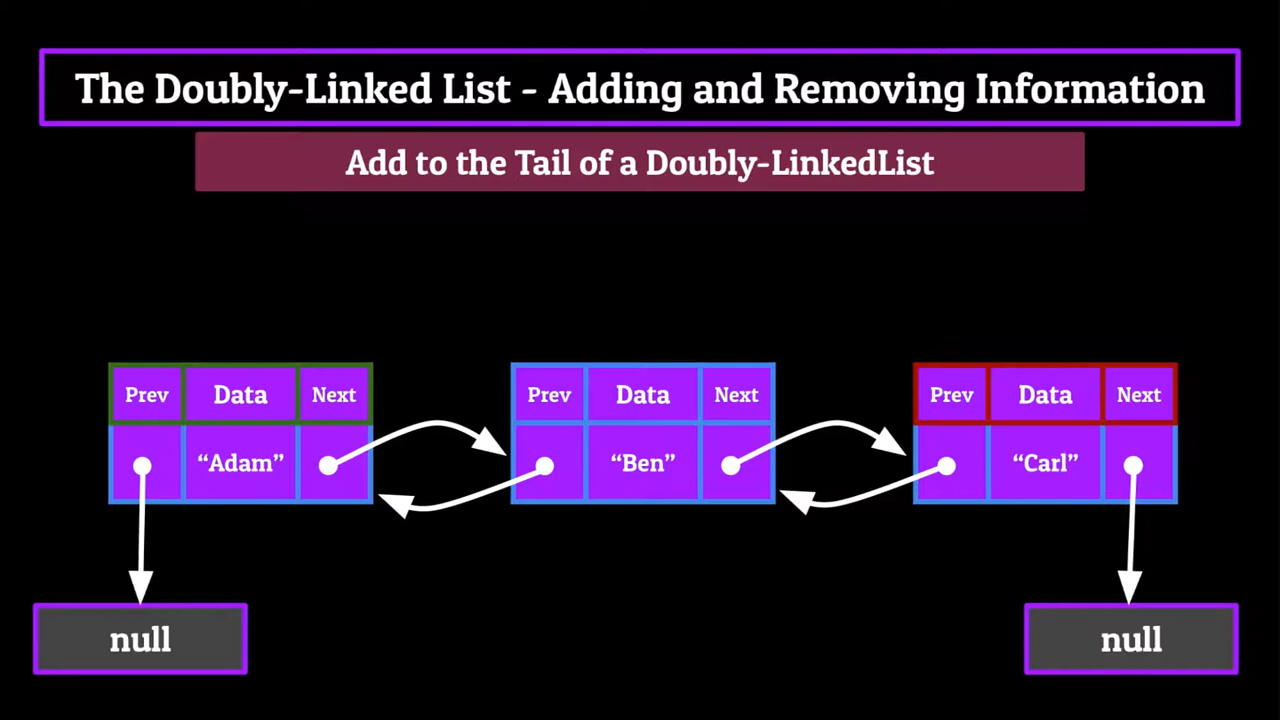 The Doubly-Linked List - Adding and Removing Information
Add to the Tail of a Doubly-LinkedList
Prev Data Next Prev Data Next Prev Data Next
“Adam” “Ben” “Carl”
null null